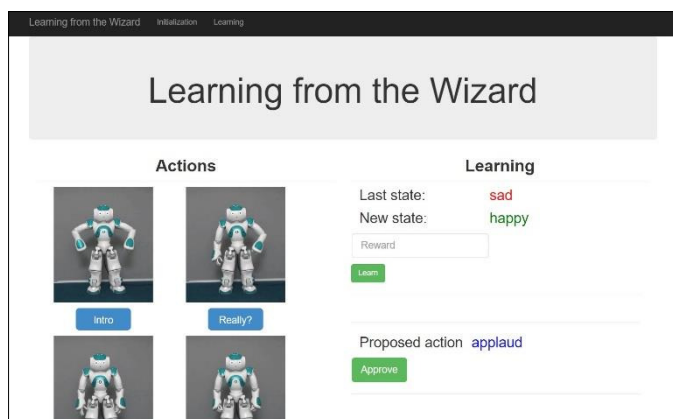 Learning from the Wizard Initialization Learning
Learning from the Wizard
Actions
Intro
Really?
Learning
Last state: sad
New state: happy
Reward
Learn
Proposed action applaud
Approve